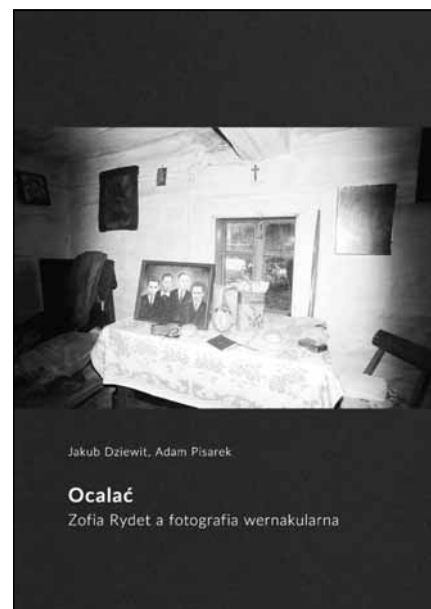 Jakub Dziewit, Adam Pisarek
Ocalać
Zofia Rydet a fotografia wernakularna